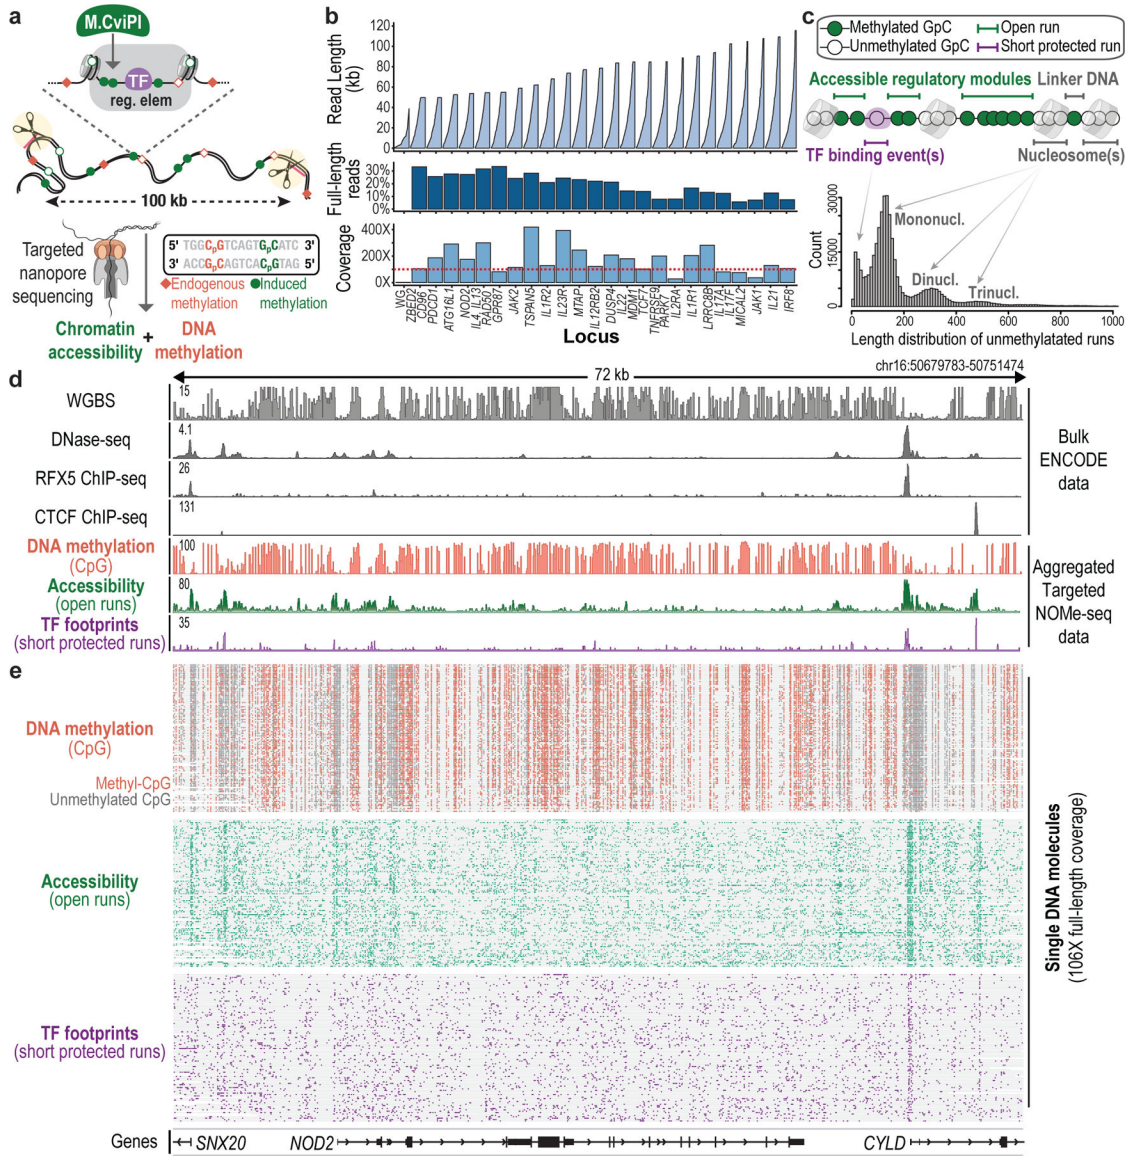 a
M.CviPI
TF
reg. elem
100 kb
Targeted
nanopore
sequencing
5' TGGCpGTCAGTGpCATC 3'
3' ACCGpCAGTCACpGTAG 5'
Endogenous
methylation
Induced
methylation
Chromatin
accessibility
+
DNA
methylation
b
Read Length
(kb)
120
100
80
60
40
20
0
Full-length
reads
30%
20%
10%
0%
Coverage
400X
200X
0X
WG
ZBED2
CD96
PDCD1
ATG16L1
NOD2
IL4_IL13
RAD50
GPR87
JAK2
TSPAN5
IL1R2
IL23R
MTAP
IL12RB2
DUSP4
IL22
MDM1
TCF7
TNFRSF9
PARK7
IL2RA
IL1R1
LRRC8B
IL17A
IL17F
MICAL2
JAK1
IL21
IRF8
Locus
c
Methylated GpC
Open run
Unmethylated GpC
Short protected run
Accessible regulatory modules
Linker DNA
TF binding event(s)
Nucleosome(s)
Count
30000
15000
0
Mononucl.
Dinucl.
Trinucl.
0 200 400 600 800 1000
Length distribution of unmethylatated runs
d
chr16:50679783-50751474
72 kb
WGBS
15
DNase-seq
4.1
RFX5 ChIP-seq
26
CTCF ChIP-seq
131
Bulk
ENCODE
data
DNA methylation
(CpG)
100
Accessibility
(open runs)
80
TF footprints
(short protected runs)
35
Aggregated
Targeted
NOMe-seq
data
e
DNA methylation
(CpG)
Methyl-CpG
Unmethylated CpG
Accessibility
(open runs)
TF footprints
(short protected runs)
Single DNA molecules
(106X full-length coverage)
Genes
SNX20
NOD2
CYLD